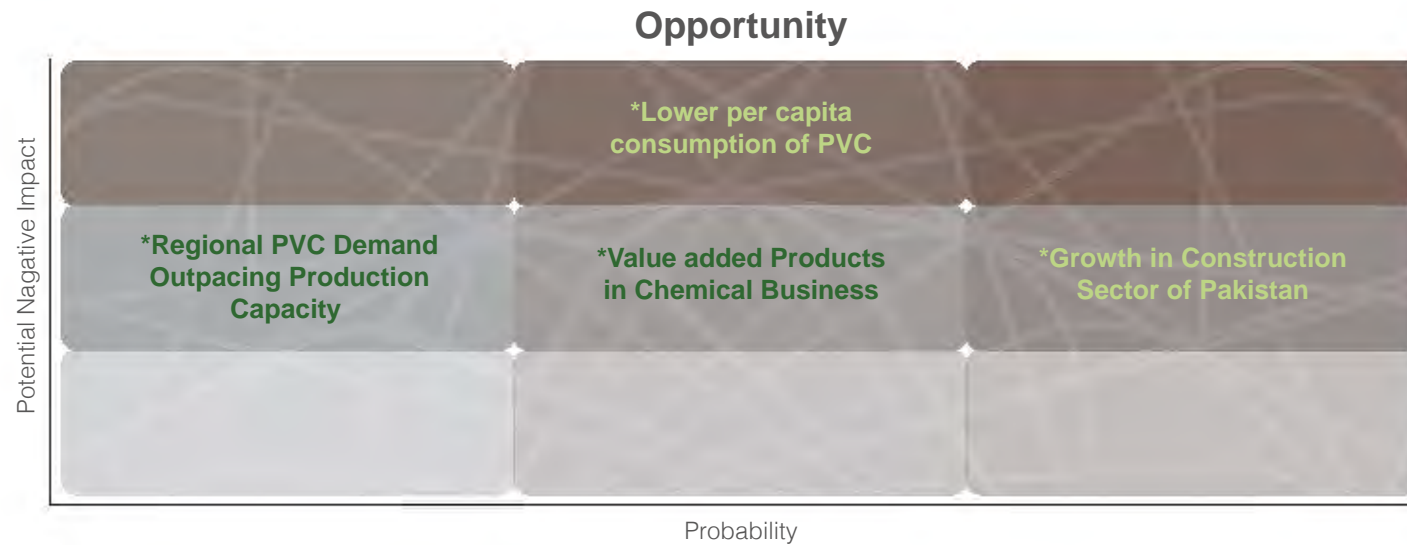 Opportunity
*Lower per capita
consumption of PVC
*Regional PVC Demand
Outpacing Production
Capacity
*Value added Products
in Chemical Business
*Growth in Construction
Sector of Pakistan
Potential Nagative Impact
Probability